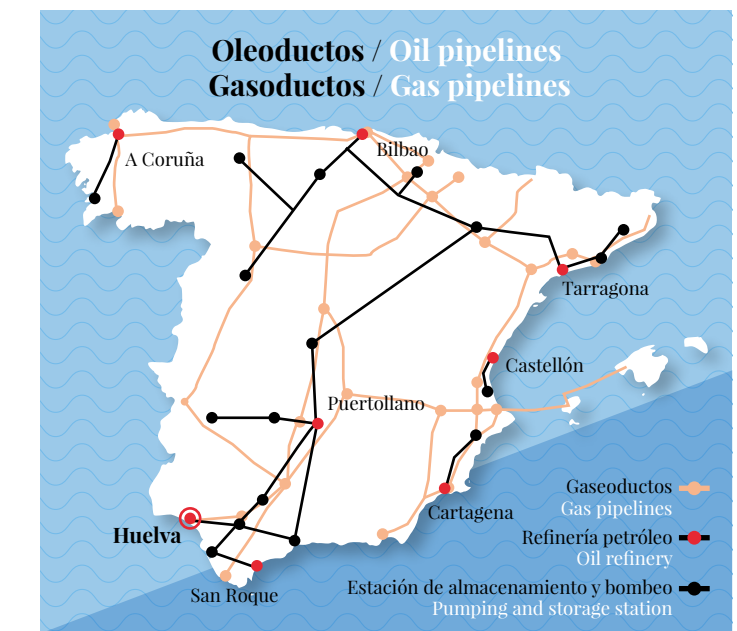 Oleoductos / Oil pipelines
Gasoductos / Gas pipelines
A Coruña
Bilbao
Tarragona
Castellón
Puertollano
Cartagena
Huelva
San Roque
Gaseoductos
Gas pipelines
Refinería petróleo
Oil refinery
Estación de almacenamiento y bombeo
Pumping and storage station